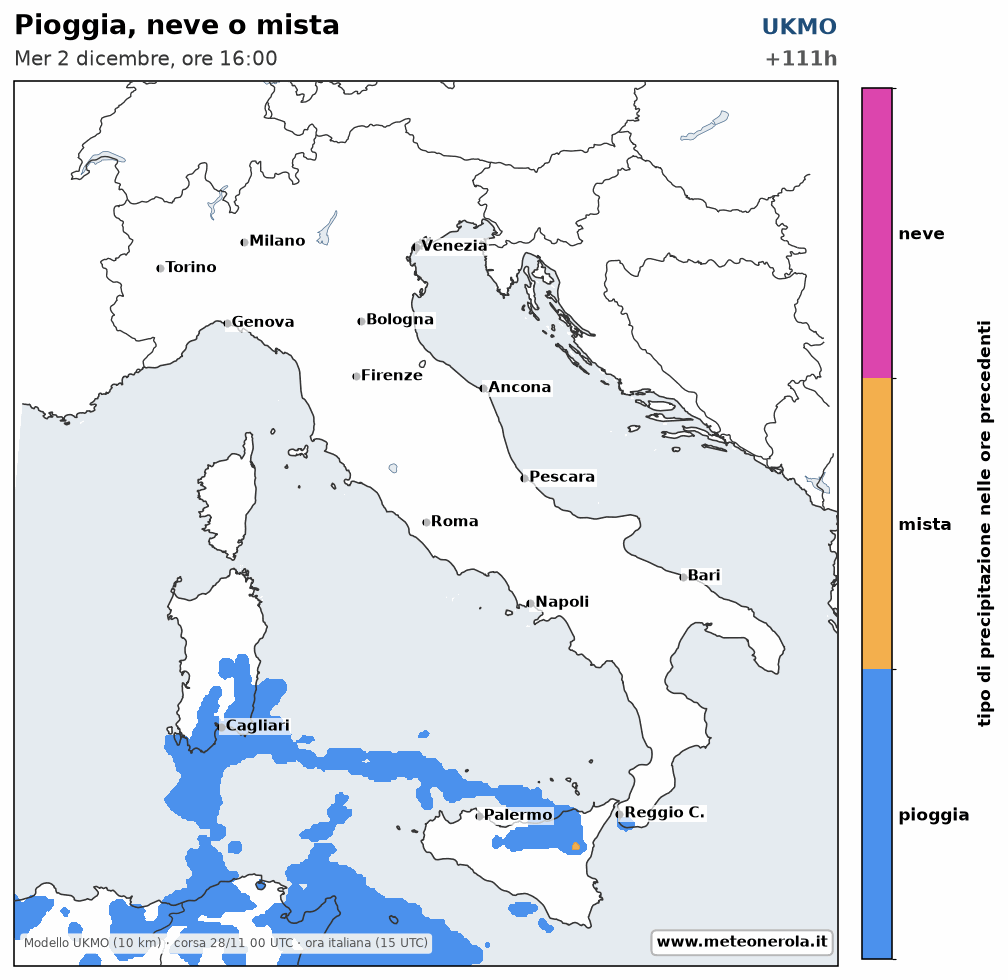 Pioggia, neve o mista
UKMO
Mer 2 dicembre, ore 16:00
+111h
neve
mista
pioggia
tipo di precipitazione nelle ore precedenti
Milano
Venezia
Torino
Genova
Bologna
Firenze
Ancona
Pescara
Roma
Bari
Napoli
Cagliari
Palermo
Reggio C.
Modello UKMO (10 km) · corsa 28/11 00 UTC · ora italiana (15 UTC)
www.meteonerola.it